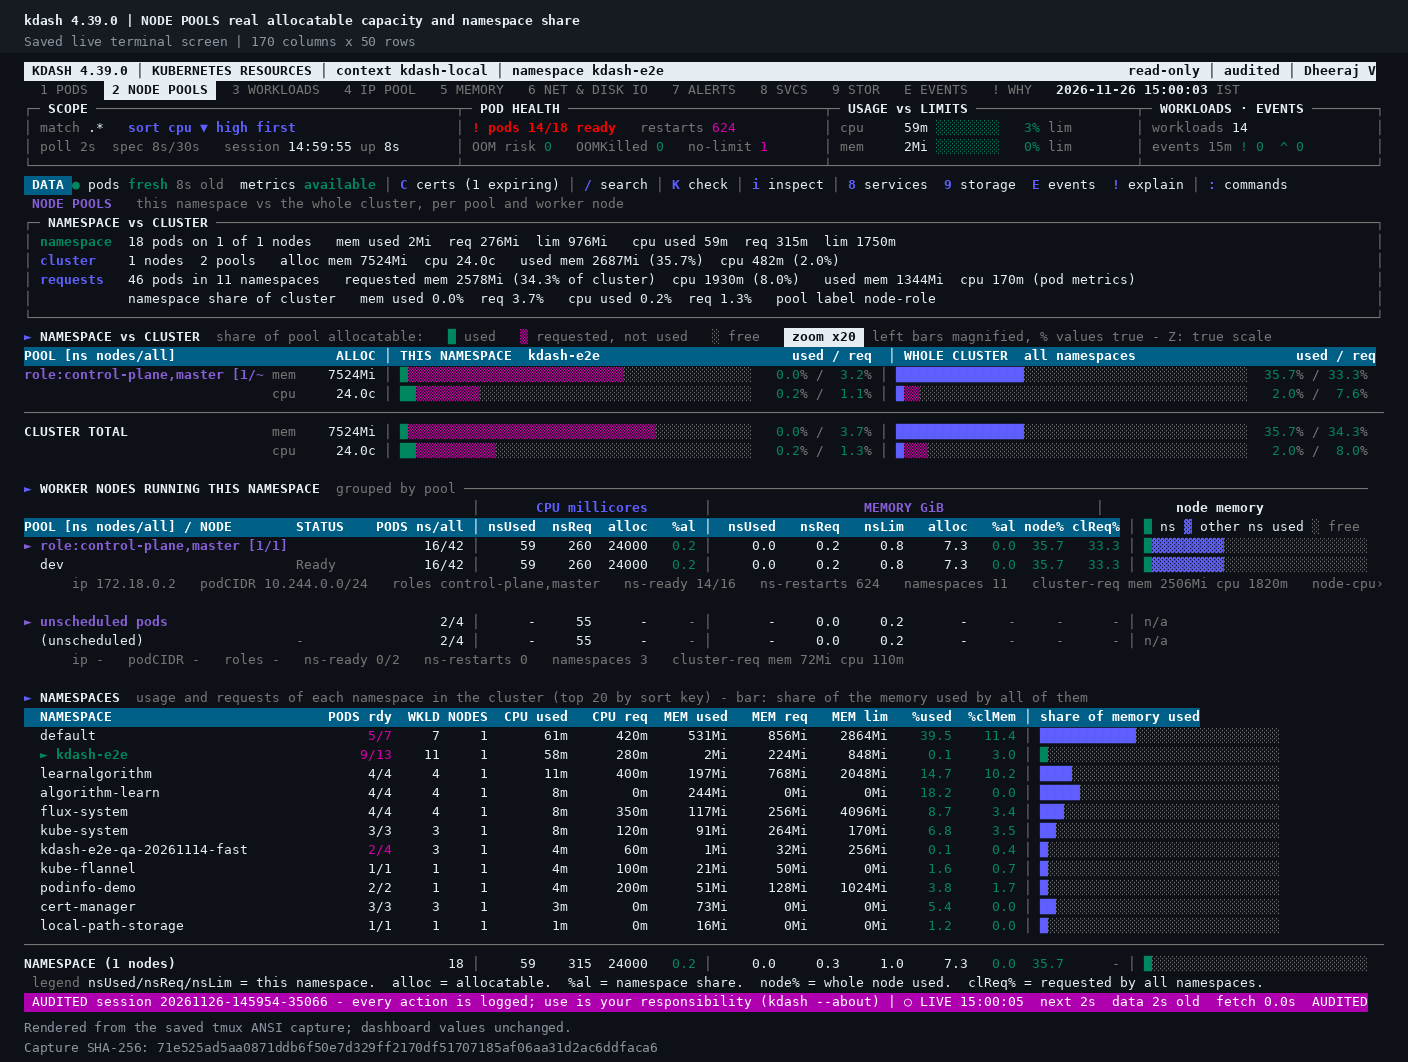 kdash 4.39.0 | NODE POOLS real allocatable capacity and namespace share
Saved live terminal screen | 170 columns x 50 rows
KDASH 4.39.0 │ KUBERNETES RESOURCES │ context kdash-local │ namespace kdash-e2e read-only │ audited │ Dheeraj V
1 PODS 2 NODE POOLS 3 WORKLOADS 4 IP POOL 5 MEMORY 6 NET & DISK IO 7 ALERTS 8 SVCS 9 STOR E EVENTS ! WHY 2026-11-26 15:00:03 IST
SCOPE POD HEALTH USAGE vs LIMITS WORKLOADS · EVENTS
match .* sort cpu ▼ high first │ ! pods 14/18 ready restarts 624 │ cpu 59m 3% lim │ workloads 14
poll 2s spec 8s/30s session 14:59:55 up 8s │ OOM risk 0 OOMKilled 0 no-limit 1 │ mem 2Mi 0% lim │ events 15m ! 0 ^ 0
DATA ● pods fresh 8s old metrics available │ C certs (1 expiring) │ / search │ K check │ i inspect │ 8 services 9 storage E events ! explain │ : commands
NODE POOLS this namespace vs the whole cluster, per pool and worker node
NAMESPACE vs CLUSTER
namespace 18 pods on 1 of 1 nodes mem used 2Mi req 276Mi lim 976Mi cpu used 59m req 315m lim 1750m
cluster 1 nodes 2 pools alloc mem 7524Mi cpu 24.0c used mem 2687Mi (35.7%) cpu 482m (2.0%)
requests 46 pods in 11 namespaces requested mem 2578Mi (34.3% of cluster) cpu 1930m (8.0%) used mem 1344Mi cpu 170m (pod metrics)
namespace share of cluster mem used 0.0% req 3.7% cpu used 0.2% req 1.3% pool label node-role
► NAMESPACE vs CLUSTER share of pool allocatable: █ used ▒ requested, not used ░ free zoom x20 left bars magnified, % values true - Z: true scale
POOL [ns nodes/all] ALLOC │ THIS NAMESPACE kdash-e2e used / req │ WHOLE CLUSTER all namespaces used / req
role:control-plane,master [1/~ mem 7524Mi │ 0.0% / 3.2% │ 35.7% / 33.3%
cpu 24.0c │ 0.2% / 1.1% │ 2.0% / 7.6%
CLUSTER TOTAL mem 7524Mi │ 0.0% / 3.7% │ 35.7% / 34.3%
cpu 24.0c │ 0.2% / 1.3% │ 2.0% / 8.0%
► WORKER NODES RUNNING THIS NAMESPACE grouped by pool
│ CPU millicores │ MEMORY GiB │ node memory
POOL [ns nodes/all] / NODE STATUS PODS ns/all │ nsUsed nsReq alloc %al │ nsUsed nsReq nsLim alloc %al node% clReq% │ █ ns ▓ other ns used ░ free
► role:control-plane,master [1/1] 16/42 │ 59 260 24000 0.2 │ 0.0 0.2 0.8 7.3 0.0 35.7 33.3 │
dev Ready 16/42 │ 59 260 24000 0.2 │ 0.0 0.2 0.8 7.3 0.0 35.7 33.3 │
ip 172.18.0.2 podCIDR 10.244.0.0/24 roles control-plane,master ns-ready 14/16 ns-restarts 624 namespaces 11 cluster-req mem 2506Mi cpu 1820m node-cpu›
► unscheduled pods 2/4 │ - 55 - - │ - 0.0 0.2 - - - - │ n/a
(unscheduled) - 2/4 │ - 55 - - │ - 0.0 0.2 - - - - │ n/a
ip - podCIDR - roles - ns-ready 0/2 ns-restarts 0 namespaces 3 cluster-req mem 72Mi cpu 110m
► NAMESPACES usage and requests of each namespace in the cluster (top 20 by sort key) - bar: share of the memory used by all of them
NAMESPACE PODS rdy WKLD NODES CPU used CPU req MEM used MEM req MEM lim %used %clMem │ share of memory used
default 5/7 7 1 61m 420m 531Mi 856Mi 2864Mi 39.5 11.4 │
► kdash-e2e 9/13 11 1 58m 280m 2Mi 224Mi 848Mi 0.1 3.0 │
learnalgorithm 4/4 4 1 11m 400m 197Mi 768Mi 2048Mi 14.7 10.2 │
algorithm-learn 4/4 4 1 8m 0m 244Mi 0Mi 0Mi 18.2 0.0 │
flux-system 4/4 4 1 8m 350m 117Mi 256Mi 4096Mi 8.7 3.4 │
kube-system 3/3 3 1 8m 120m 91Mi 264Mi 170Mi 6.8 3.5 │
kdash-e2e-qa-20261114-fast 2/4 3 1 4m 60m 1Mi 32Mi 256Mi 0.1 0.4 │
kube-flannel 1/1 1 1 4m 100m 21Mi 50Mi 0Mi 1.6 0.7 │
podinfo-demo 2/2 1 1 4m 200m 51Mi 128Mi 1024Mi 3.8 1.7 │
cert-manager 3/3 3 1 3m 0m 73Mi 0Mi 0Mi 5.4 0.0 │
local-path-storage 1/1 1 1 1m 0m 16Mi 0Mi 0Mi 1.2 0.0 │
NAMESPACE (1 nodes) 18 │ 59 315 24000 0.2 │ 0.0 0.3 1.0 7.3 0.0 35.7 - │
legend nsUsed/nsReq/nsLim = this namespace. alloc = allocatable. %al = namespace share. node% = whole node used. clReq% = requested by all namespaces.
AUDITED session 20261126-145954-35066 - every action is logged; use is your responsibility (kdash --about) | ○ LIVE 15:00:05 next 2s data 2s old fetch 0.0s AUDITED
Rendered from the saved tmux ANSI capture; dashboard values unchanged.
Capture SHA-256: 71e525ad5aa0871ddb6f50e7d329ff2170df51707185af06aa31d2ac6ddfaca6